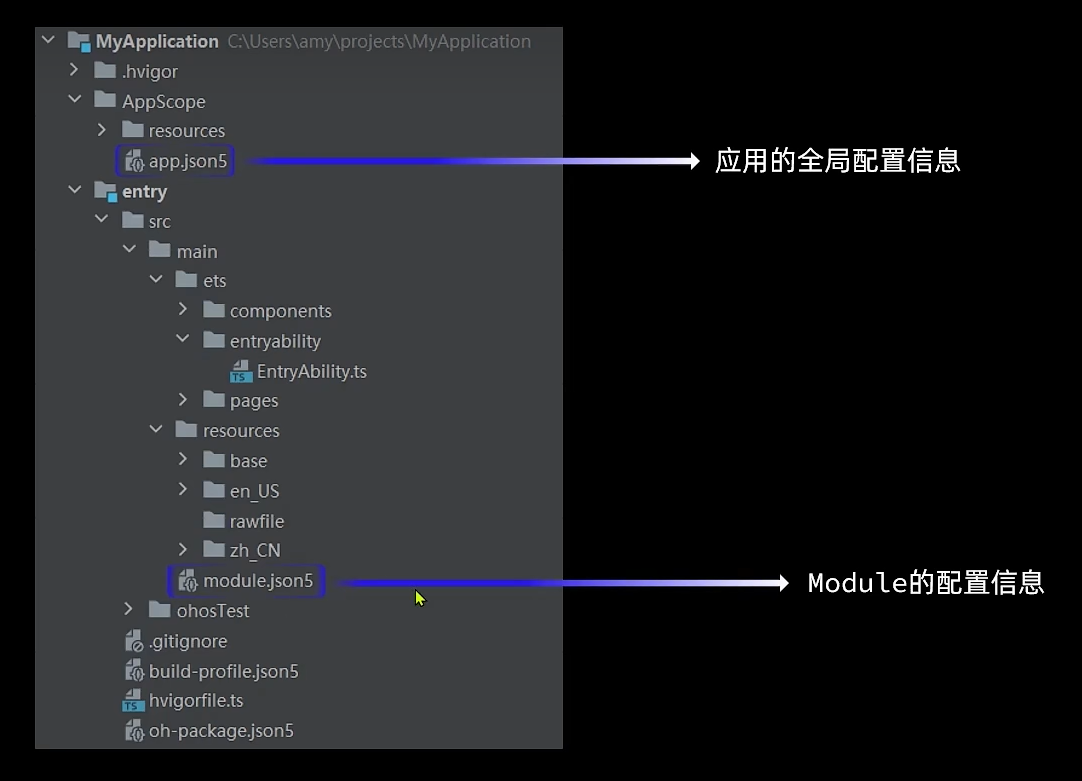 MyApplication C:\Users\amy\projects\MyApplication
.hvigor
AppScope
resources
app.json5
应用的全局配置信息
entry
src
main
ets
components
entryability
EntryAbility.ts
pages
resources
base
en_US
rawfile
zh_CN
module.json5
Module的配置信息
ohosTest
.gitignore
build-profile.json5
hvigorfile.ts
oh-package.json5